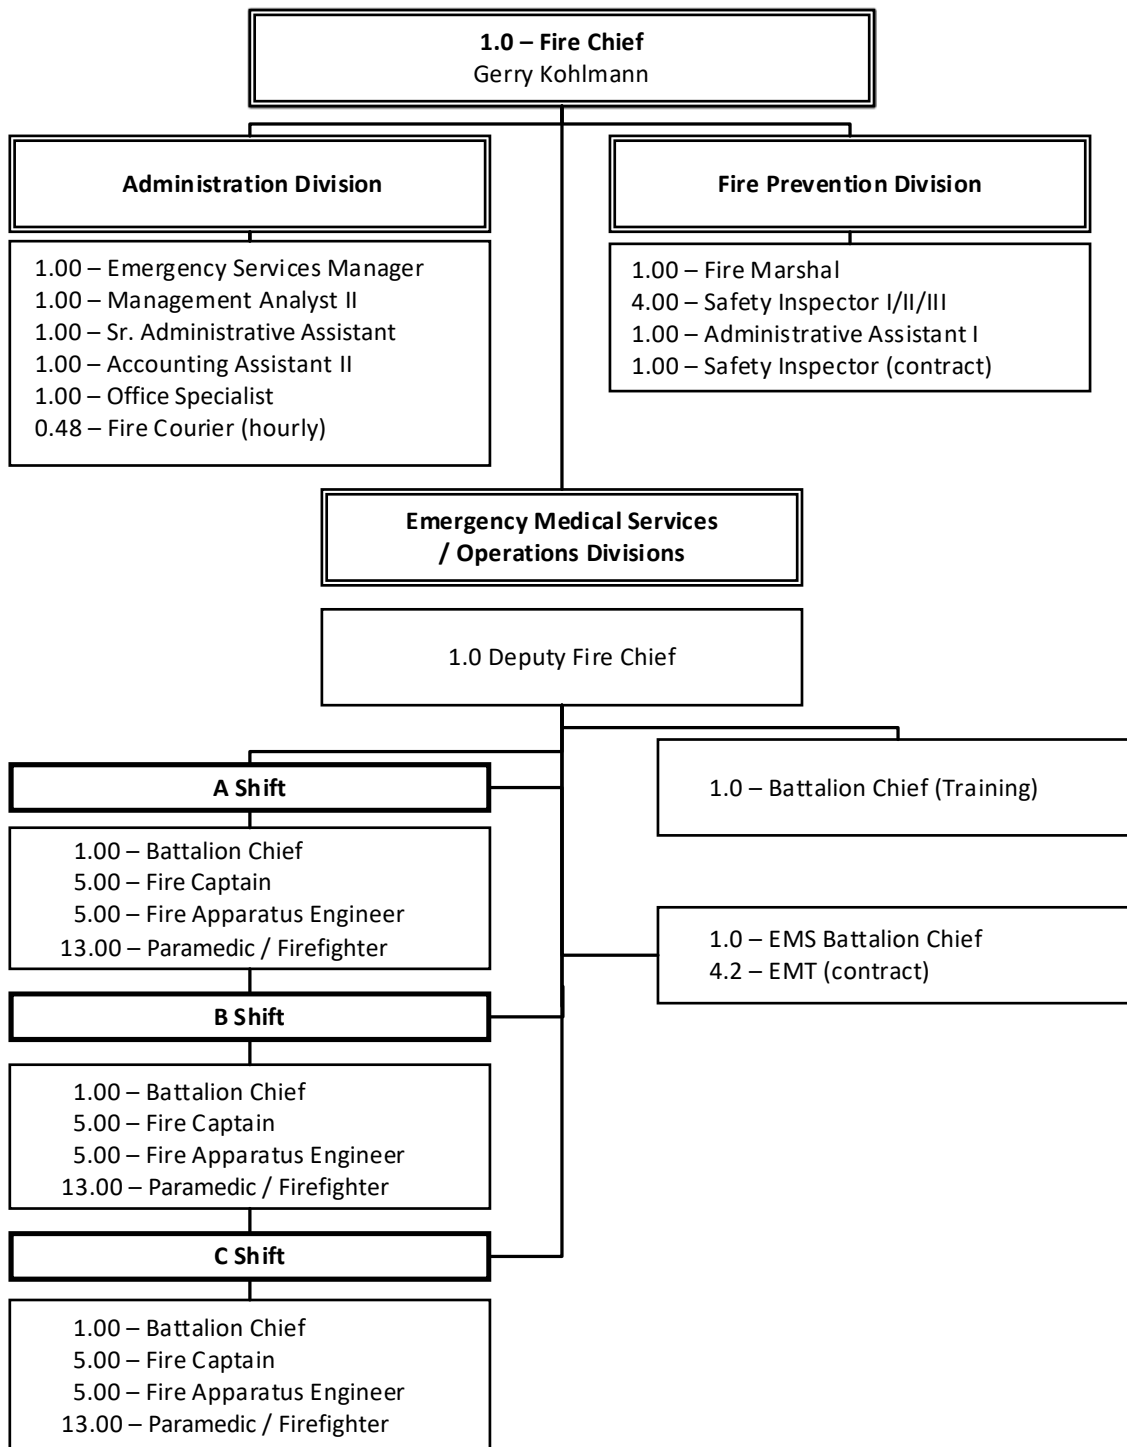 1.0 – Fire Chief
Gerry Kohlmann
Administration Division
1.00 – Emergency Services Manager
1.00 – Management Analyst II
1.00 – Sr. Administrative Assistant
1.00 – Accounting Assistant II
1.00 – Office Specialist
0.48 – Fire Courier (hourly)
Fire Prevention Division
1.00 – Fire Marshal
4.00 – Safety Inspector I/II/III
1.00 – Administrative Assistant I
1.00 – Safety Inspector (contract)
Emergency Medical Services
/ Operations Divisions
1.0 Deputy Fire Chief
1.0 – Battalion Chief (Training)
1.0 – EMS Battalion Chief
4.2 – EMT (contract)
A Shift
1.00 – Battalion Chief
5.00 – Fire Captain
5.00 – Fire Apparatus Engineer
13.00 – Paramedic / Firefighter
B Shift
1.00 – Battalion Chief
5.00 – Fire Captain
5.00 – Fire Apparatus Engineer
13.00 – Paramedic / Firefighter
C Shift
1.00 – Battalion Chief
5.00 – Fire Captain
5.00 – Fire Apparatus Engineer
13.00 – Paramedic / Firefighter